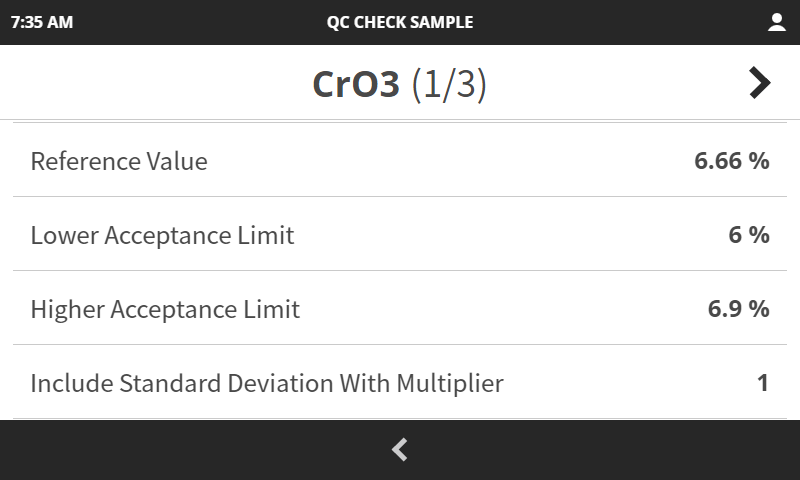 7:35 AM QC CHECK SAMPLE
CrO3 (1/3)
Reference Value 6.66 %
Lower Acceptance Limit 6 %
Higher Acceptance Limit 6.9 %
Include Standard Deviation With Multiplier 1